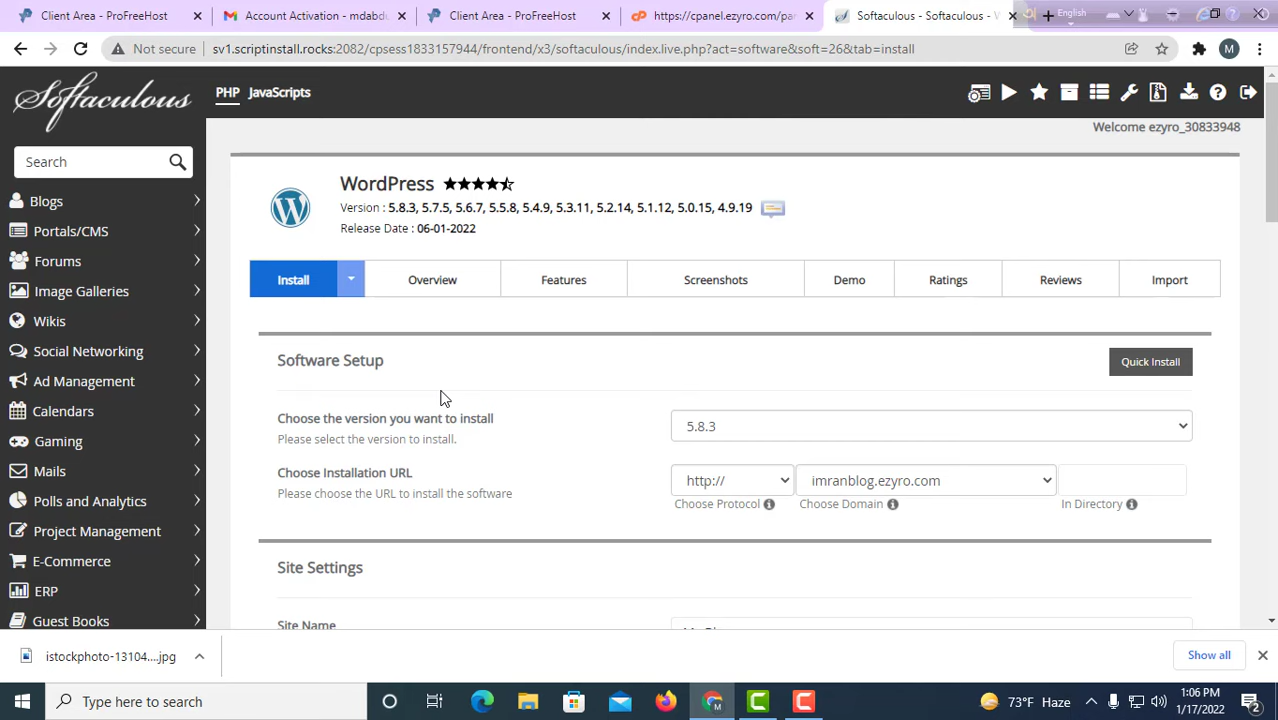 Client Area - ProFreeHost
Account Activation - mdabdu
Client Area - ProFreeHost
https://cpanel.ezyro.com/pa
Softaculous - Softaculous - W
English
Not secure
sv1.scriptinstall.rocks:2082/cpsess1833157944/frontend/x3/softaculous/index.live.php?act=software&soft=26&tab=install
M
Softaculous
PHP
JavaScripts
Welcome ezyro_30833948
Search
Blogs
Portals/CMS
Forums
Image Galleries
Wikis
Social Networking
Ad Management
Calendars
Gaming
Mails
Polls and Analytics
Project Management
E-Commerce
ERP
Guest Books
WordPress
Version : 5.8.3, 5.7.5, 5.6.7, 5.5.8, 5.4.9, 5.3.11, 5.2.14, 5.1.12, 5.0.15, 4.9.19
Release Date : 06-01-2022
Install
Overview
Features
Screenshots
Demo
Ratings
Reviews
Import
Software Setup
Quick Install
Choose the version you want to install
Please select the version to install.
5.8.3
Choose Installation URL
Please choose the URL to install the software
http://
imranblog.ezyro.com
Choose Protocol
Choose Domain
In Directory
Site Settings
Site Name
istockphoto-13104....jpg
Show all
Type here to search
73°F Haze
1:06 PM
1/17/2022
2